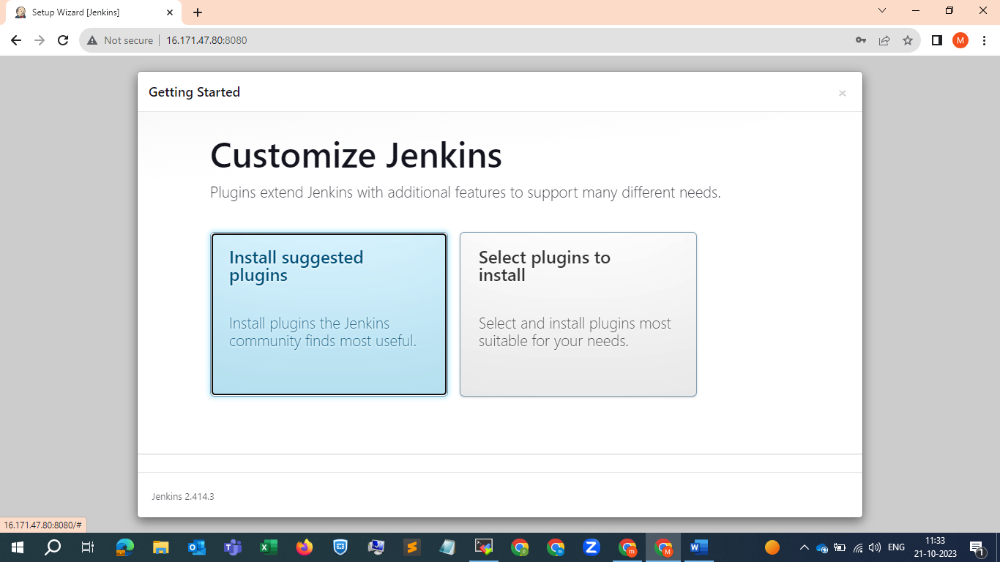 Setup Wizard [Jenkins]
Not secure
16.171.47.80:8080
M
Getting Started
Customize Jenkins
Plugins extend Jenkins with additional features to support many different needs.
Install suggested
plugins
Install plugins the Jenkins
community finds most useful.
Select plugins to
install
Select and install plugins most
suitable for your needs.
Jenkins 2.414.3
16.171.47.80:8080/#
ENG
11:33
21-10-2023
1